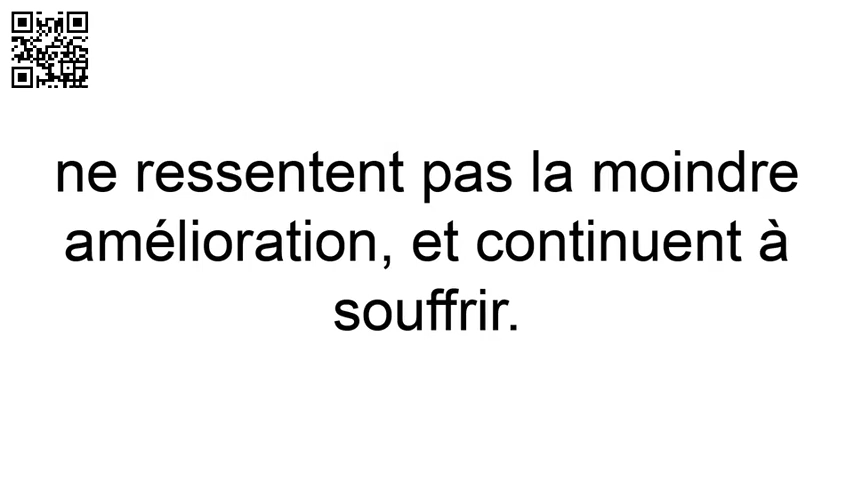 ne ressentent pas la moindre
amélioration, et continuent à
souffrir.